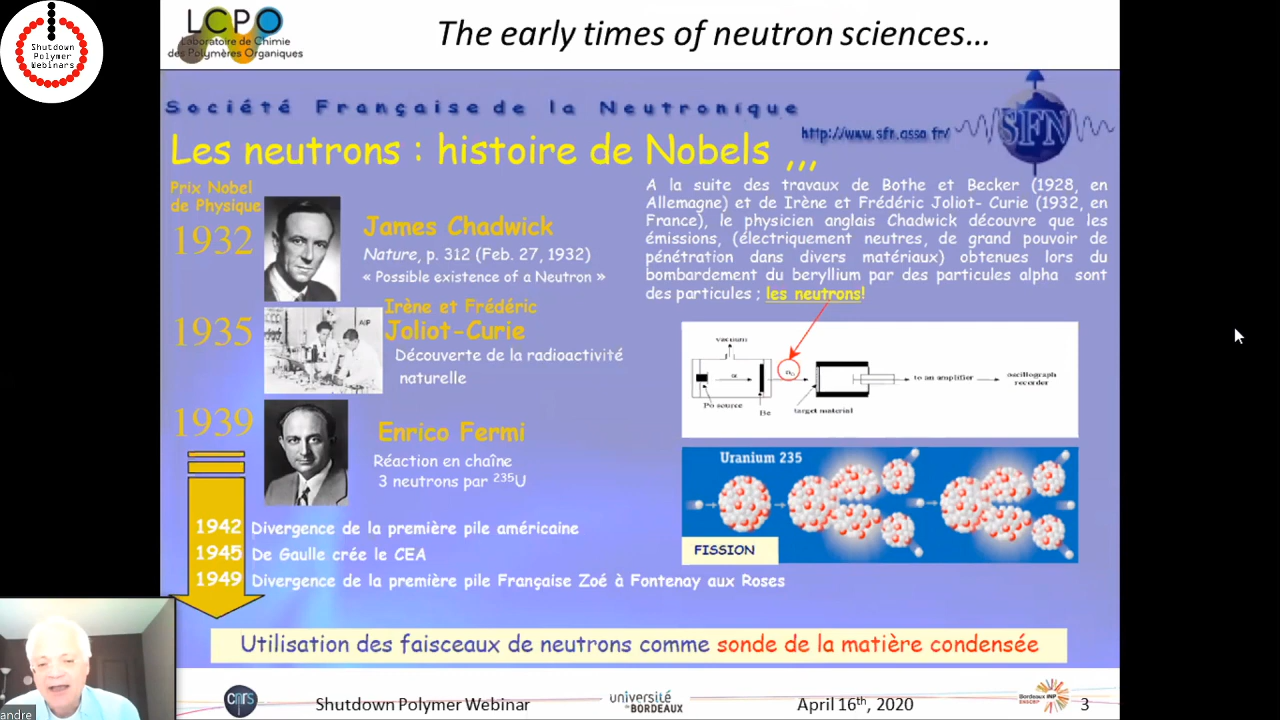 Shutdown
Polymer
Webinars
LCPO
Laboratoire de Chimie
des Polymères Organiques
The early times of neutron sciences...
Société Française de la Neutronique
http://www.sfn.asso.fr/
SFN
Les neutrons : histoire de Nobels ,,,
Prix Nobel
de Physique
1932
James Chadwick
Nature, p. 312 (Feb. 27, 1932)
« Possible existence of a Neutron »
1935
AIP
Irène et Frédéric
Joliot-Curie
Découverte de la radioactivité
naturelle
1939
Enrico Fermi
Réaction en chaîne
3 neutrons par ²³⁵U
1942 Divergence de la première pile américaine
1945 De Gaulle crée le CEA
1949 Divergence de la première pile Française Zoé à Fontenay aux Roses
A la suite des travaux de Bothe et Becker (1928, en
Allemagne) et de Irène et Frédéric Joliot- Curie (1932, en
France), le physicien anglais Chadwick découvre que les
émissions, (électriquement neutres, de grand pouvoir de
pénétration dans divers matériaux) obtenues lors du
bombardement du beryllium par des particules alpha sont
des particules ; les neutrons!
vacuum
α
n₀
Po source
Be
target material
to an amplifier
oscillograph
recorder
Uranium 235
FISSION
Utilisation des faisceaux de neutrons comme sonde de la matière condensée
andre
cnrs
Shutdown Polymer Webinar
université
de BORDEAUX
April 16th, 2020
Bordeaux INP
3